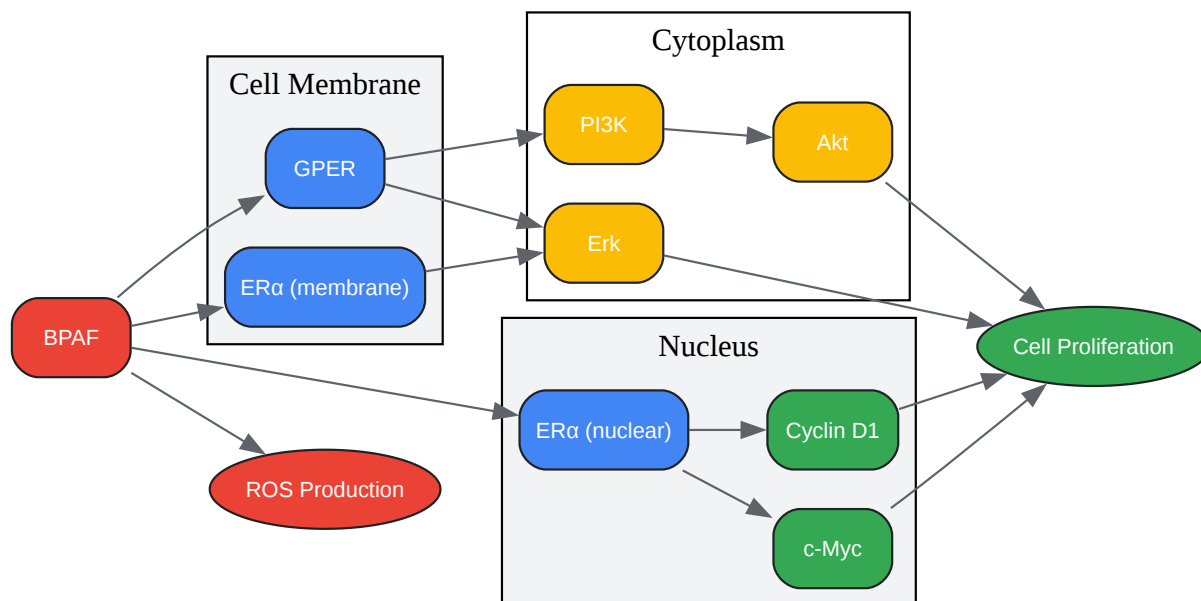 Cytoplasm
Cell Membrane
PI3K
Akt
GPER
Erk
ERα (membrane)
BPAF
Nucleus
Cell Proliferation
ERα (nuclear)
Cyclin D1
ROS Production
c-Myc